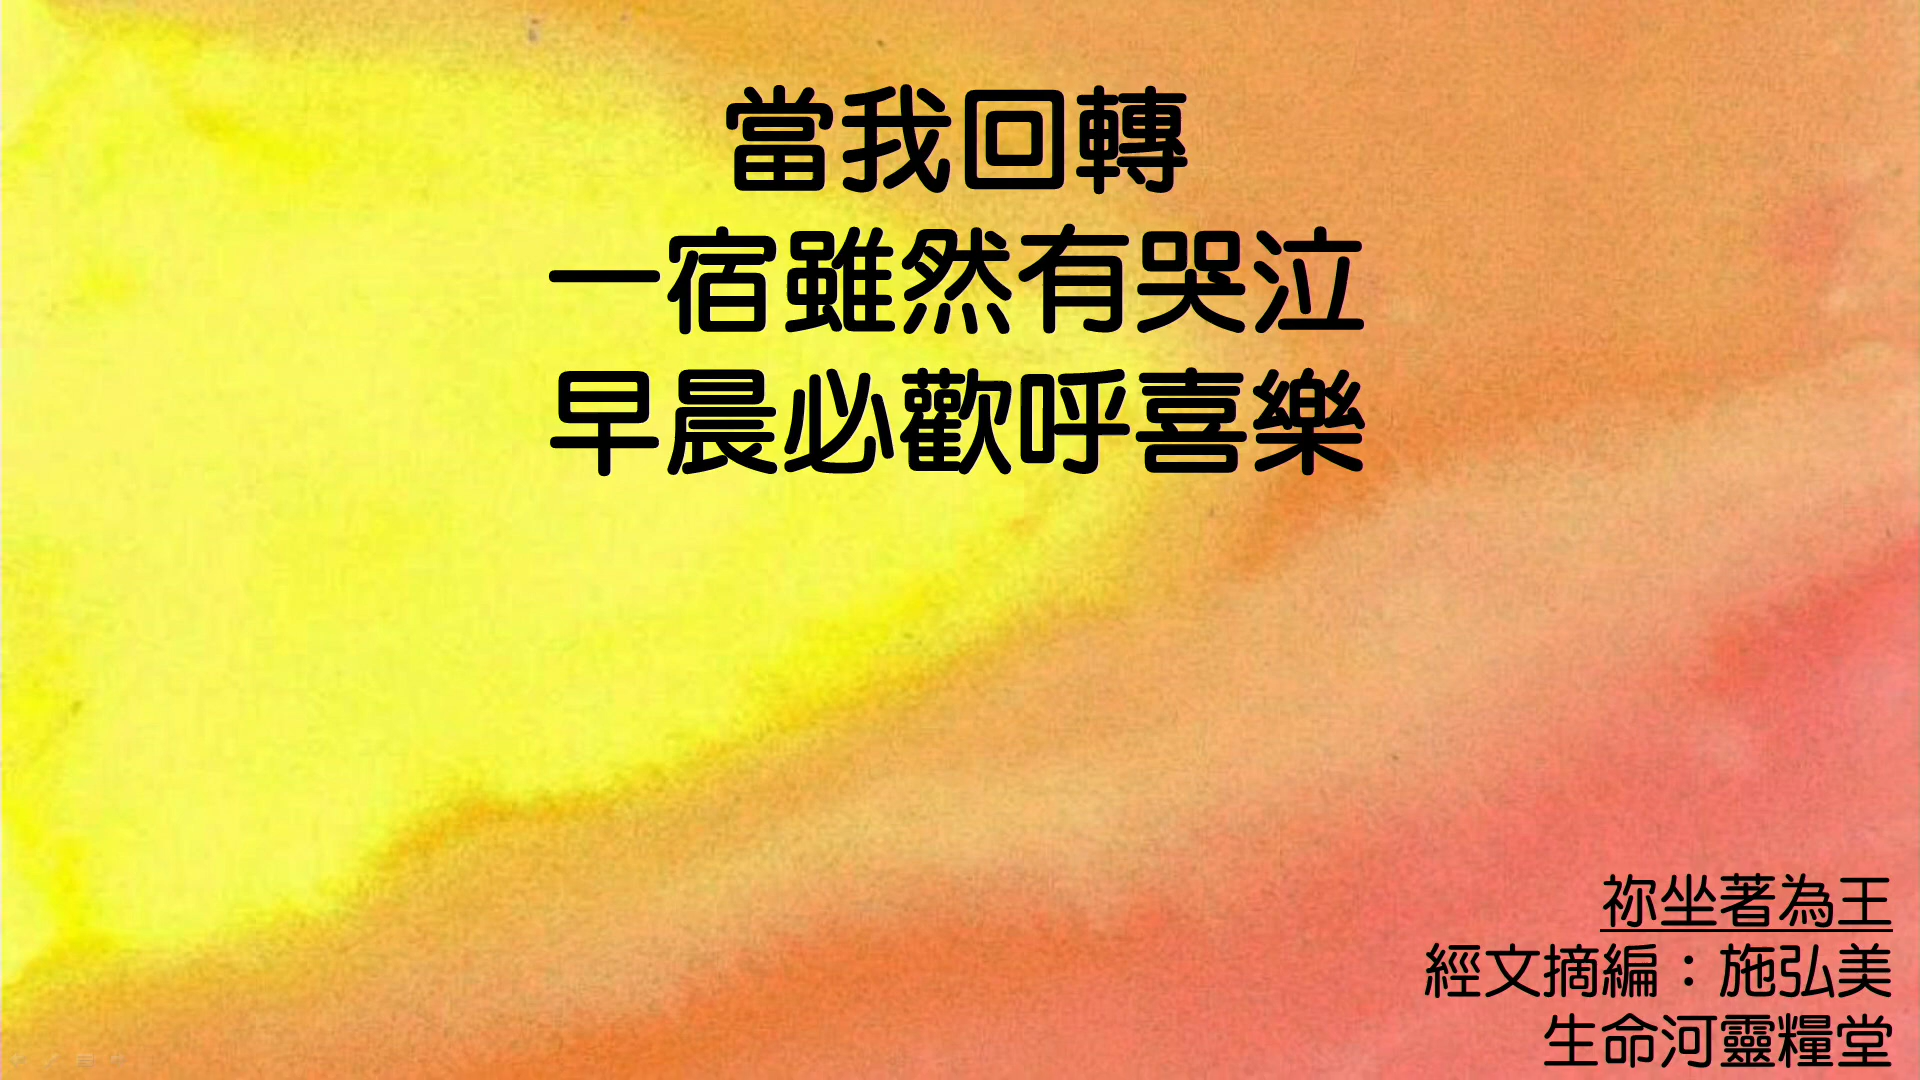 當我回轉
一宿雖然有哭泣
早晨必歡呼喜樂
祢坐著為王
經文摘編：施弘美
生命河靈糧堂